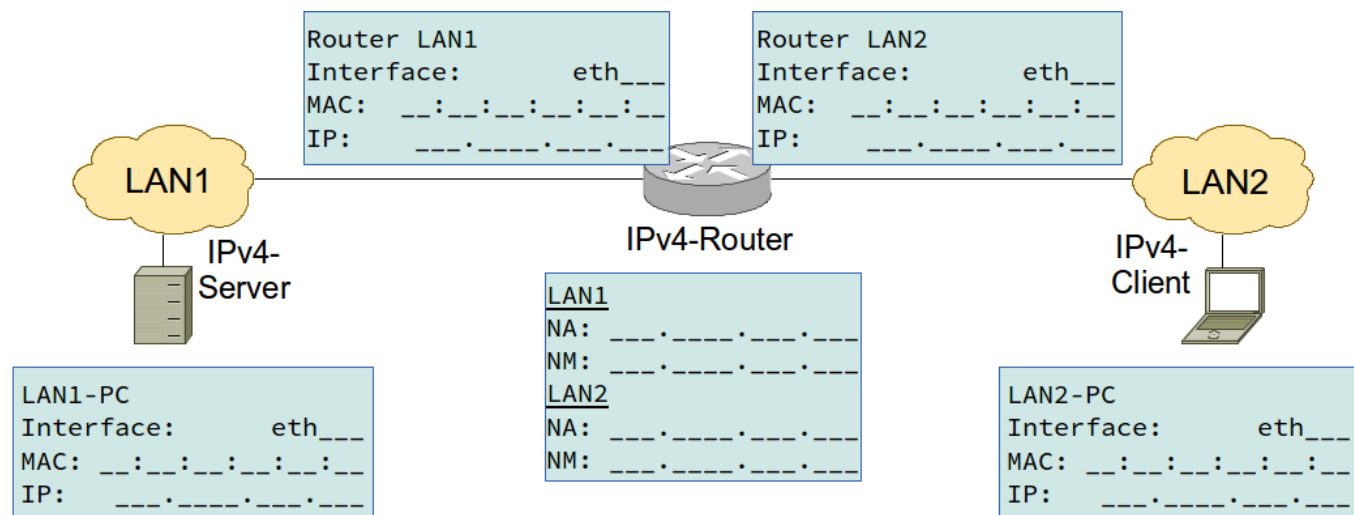 Router LAN1
Interface: eth___
MAC: __:__:__:__:__:__
IP: ___.____.___.___
Router LAN2
Interface: eth___
MAC: __:__:__:__:__:__
IP: ___.____.___.___
LAN1
LAN2
IPv4-Router
IPv4-
Server
IPv4-
Client
LAN1
NA: ___.____.___.___
NM: ___.____.___.___
LAN2
NA: ___.____.___.___
NM: ___.____.___.___
LAN1-PC
Interface: eth___
MAC: __:__:__:__:__:__
IP: ___.____.___.___
LAN2-PC
Interface: eth___
MAC: __:__:__:__:__:__
IP: ___.____.___.___